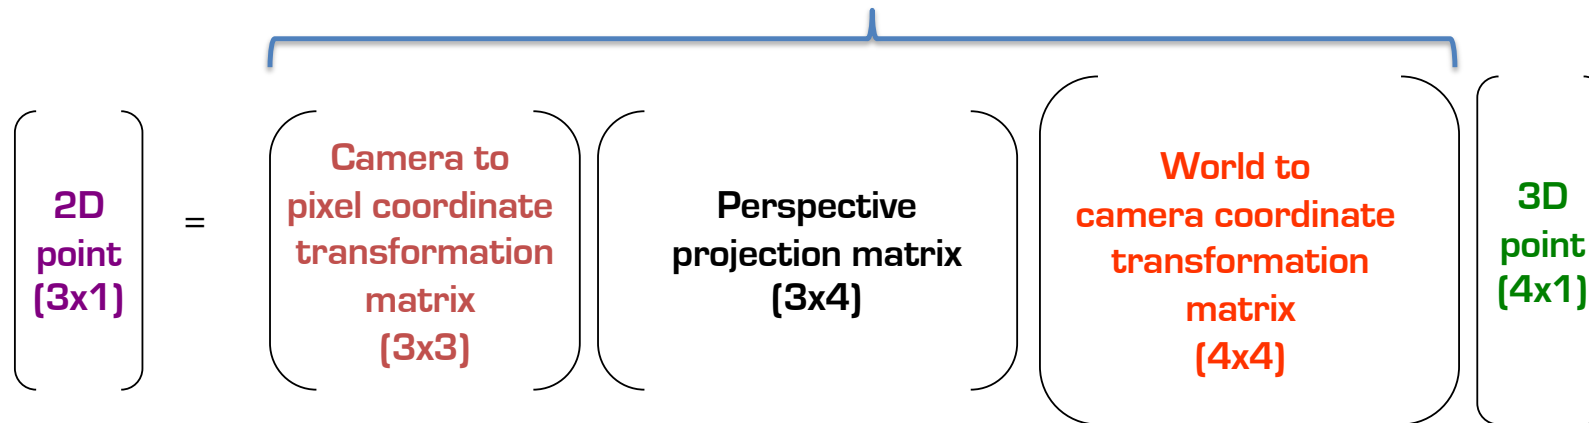 2D
point
(3x1)
=
Camera to
pixel coordinate
transformation
matrix
(3x3)
Perspective
projection matrix
(3x4)
World to
camera coordinate
transformation
matrix
(4x4)
3D
point
(4x1)